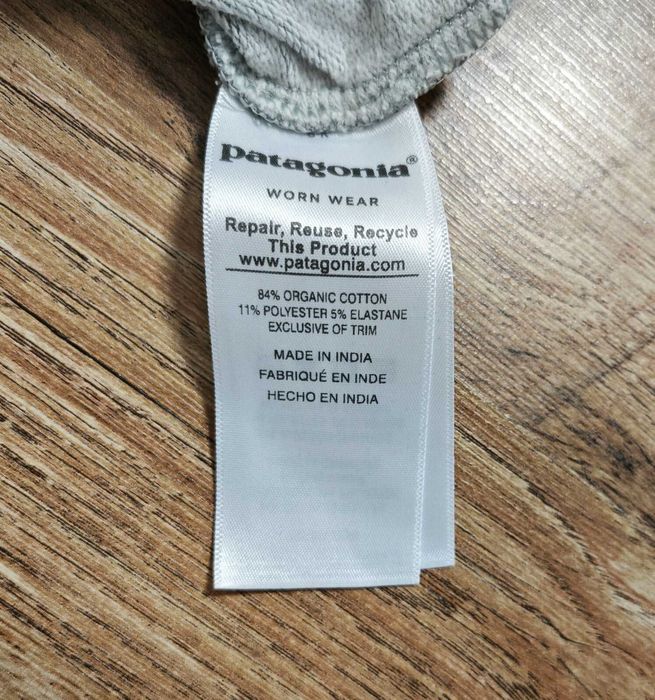 patagonia®
WORN WEAR
Repair, Reuse, Recycle
This Product
www.patagonia.com
84% ORGANIC COTTON
11% POLYESTER 5% ELASTANE
EXCLUSIVE OF TRIM
MADE IN INDIA
FABRIQUÉ EN INDE
HECHO EN INDIA